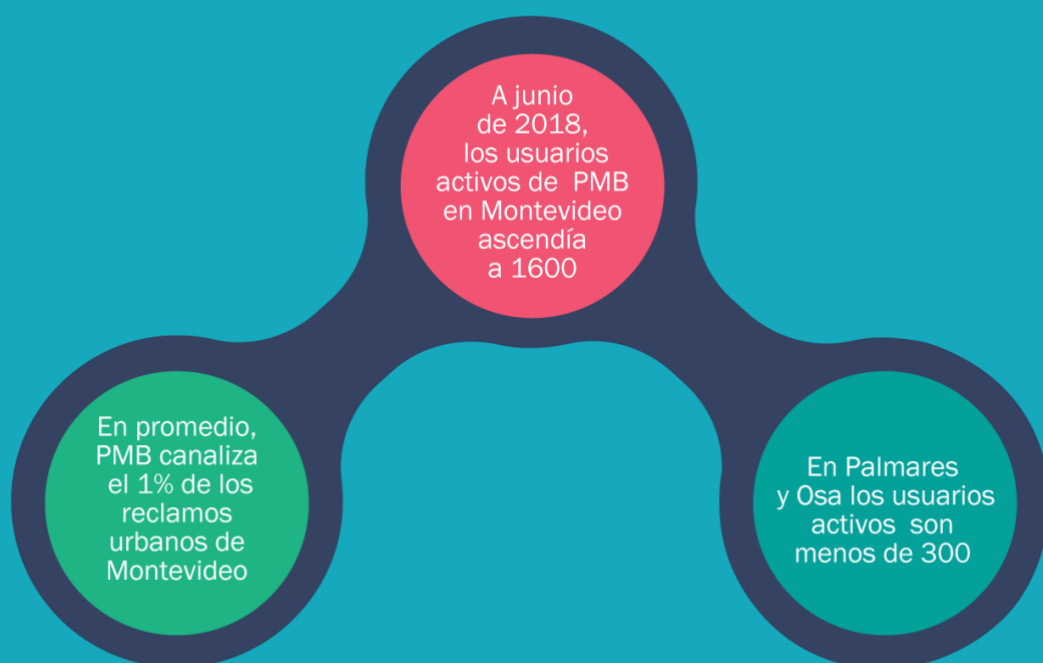 A junio
de 2018,
los usuarios
activos de PMB
en Montevideo
ascendía
a 1600
En promedio,
PMB canaliza
el 1% de los
reclamos
urbanos de
Montevideo
En Palmares
y Osa los usuarios
activos son
menos de 300